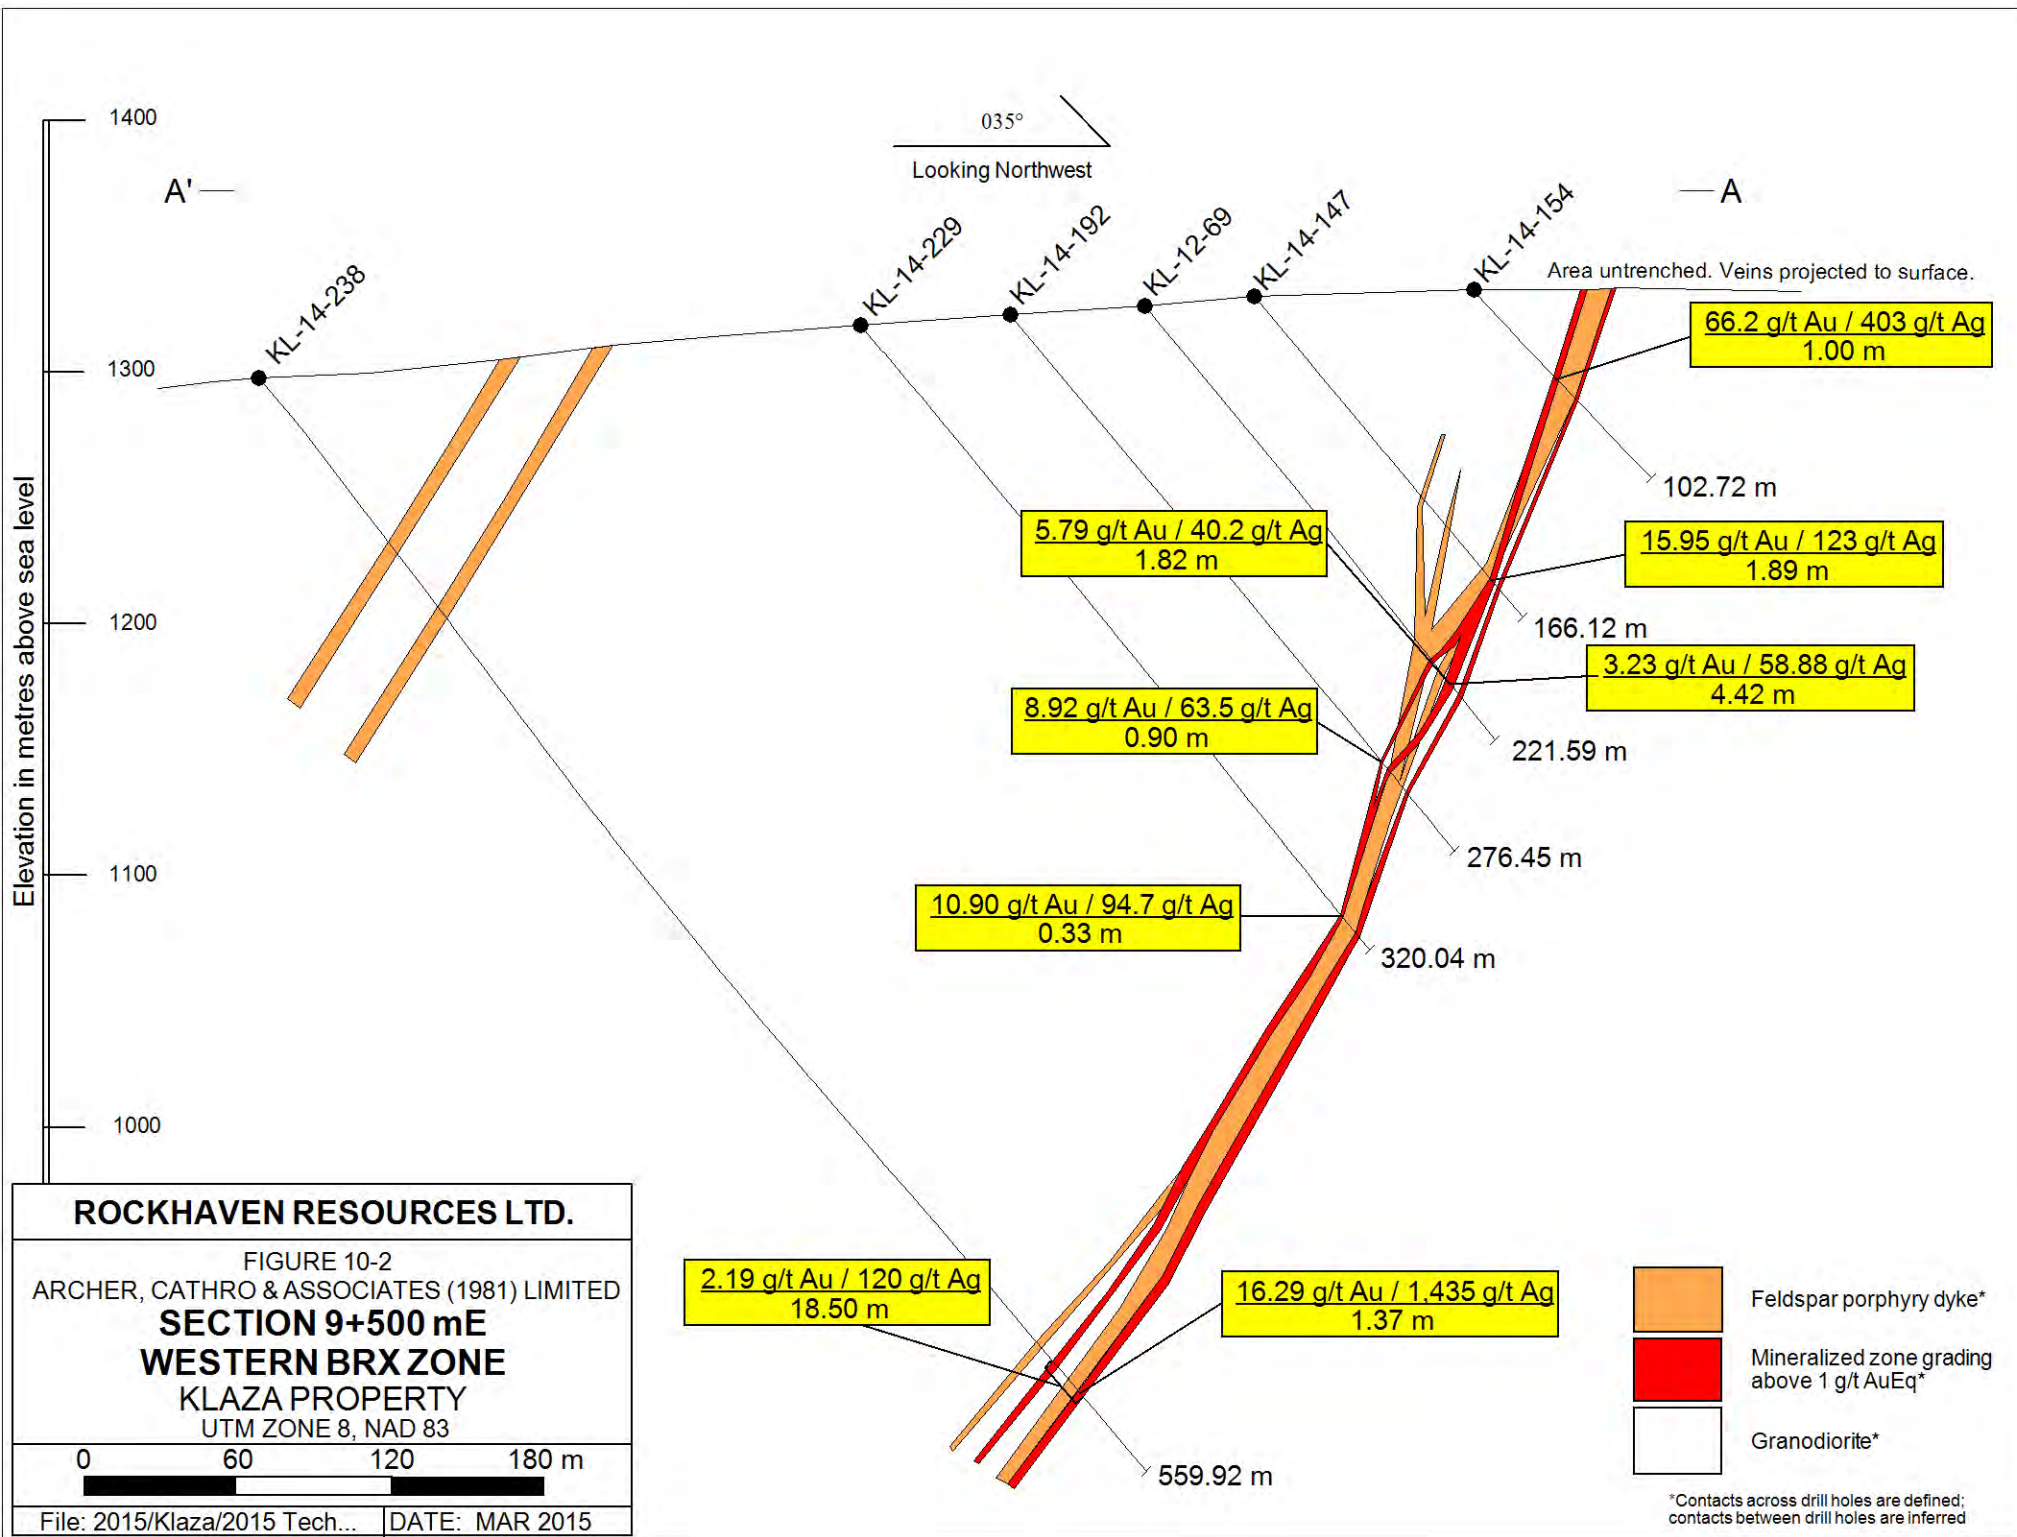 1400
035°
Looking Northwest
A'
A
KL-14-238
KL-14-229
KL-14-192
KL-12-69
KL-14-147
KL-14-154
Area untrenched. Veins projected to surface.
66.2 g/t Au / 403 g/t Ag
1.00 m
1300
102.72 m
5.79 g/t Au / 40.2 g/t Ag
1.82 m
15.95 g/t Au / 123 g/t Ag
1.89 m
1200
166.12 m
3.23 g/t Au / 58.88 g/t Ag
4.42 m
8.92 g/t Au / 63.5 g/t Ag
0.90 m
221.59 m
Elevation in metres above sea level
276.45 m
1100
10.90 g/t Au / 94.7 g/t Ag
0.33 m
320.04 m
1000
2.19 g/t Au / 120 g/t Ag
18.50 m
16.29 g/t Au / 1,435 g/t Ag
1.37 m
559.92 m
ROCKHAVEN RESOURCES LTD.
FIGURE 10-2
ARCHER, CATHRO & ASSOCIATES (1981) LIMITED
SECTION 9+500 mE
WESTERN BRX ZONE
KLAZA PROPERTY
UTM ZONE 8, NAD 83
0 60 120 180 m
File: 2015/Klaza/2015 Tech... DATE: MAR 2015
Feldspar porphyry dyke*
Mineralized zone grading
above 1 g/t AuEq*
Granodiorite*
*Contacts across drill holes are defined;
contacts between drill holes are inferred